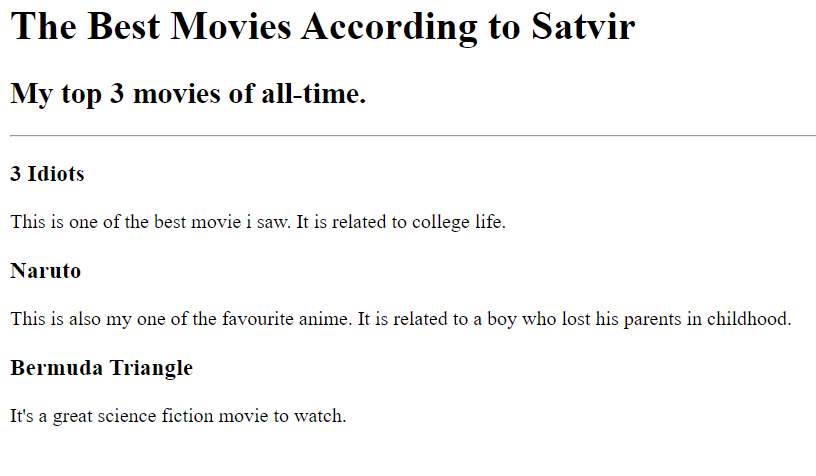 The Best Movies According to Satvir
My top 3 movies of all-time.
3 Idiots
This is one of the best movie i saw. It is related to college life.
Naruto
This is also my one of the favourite anime. It is related to a boy who lost his parents in childhood.
Bermuda Triangle
It's a great science fiction movie to watch.